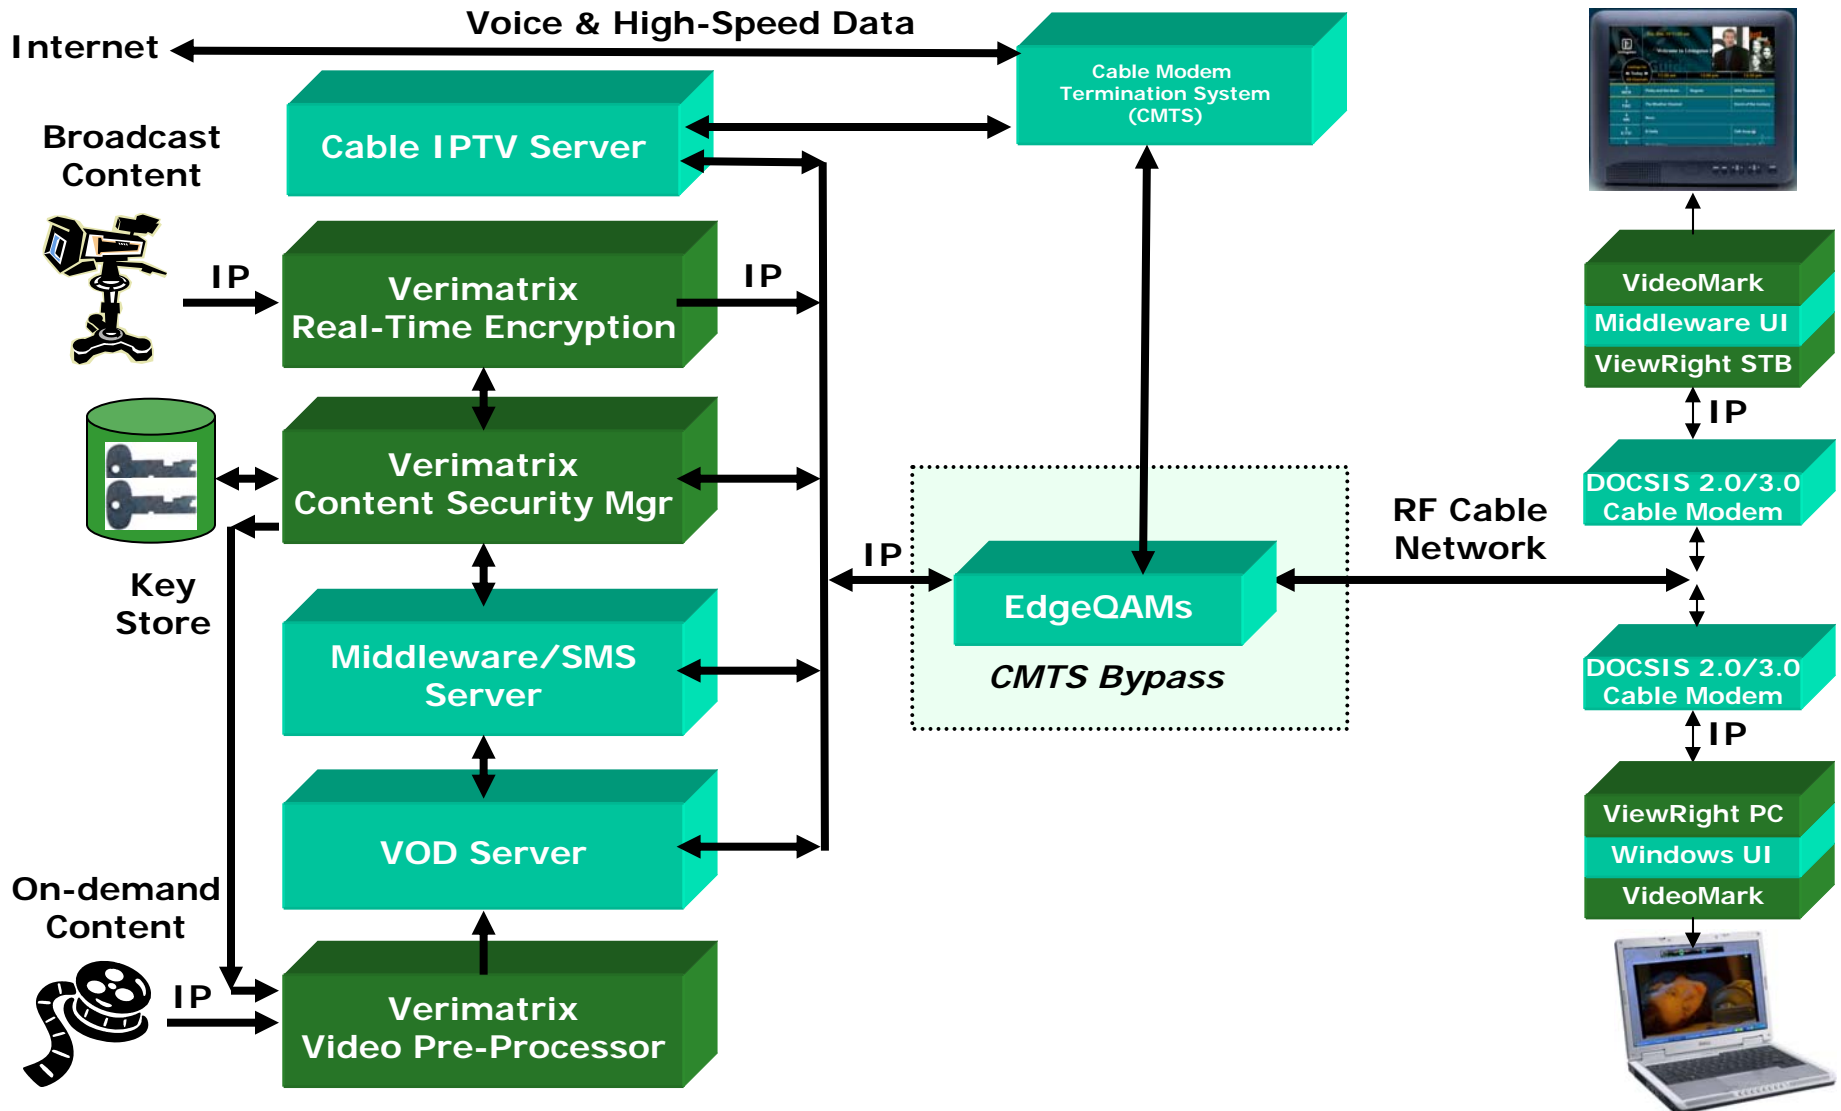 Voice & High-Speed Data
Internet
Cable Modem
Termination System
(CMTS)
Cable IPTV Server
Broadcast
Content
IP
Verimatrix
Real-Time Encryption
IP
Verimatrix
Content Security Mgr
Key
Store
Middleware/SMS
Server
VOD Server
On-demand
Content
IP
Verimatrix
Video Pre-Processor
IP
EdgeQAMs
CMTS Bypass
RF Cable
Network
VideoMark
Middleware UI
ViewRight STB
IP
DOCSIS 2.0/3.0
Cable Modem
DOCSIS 2.0/3.0
Cable Modem
IP
ViewRight PC
Windows UI
VideoMark